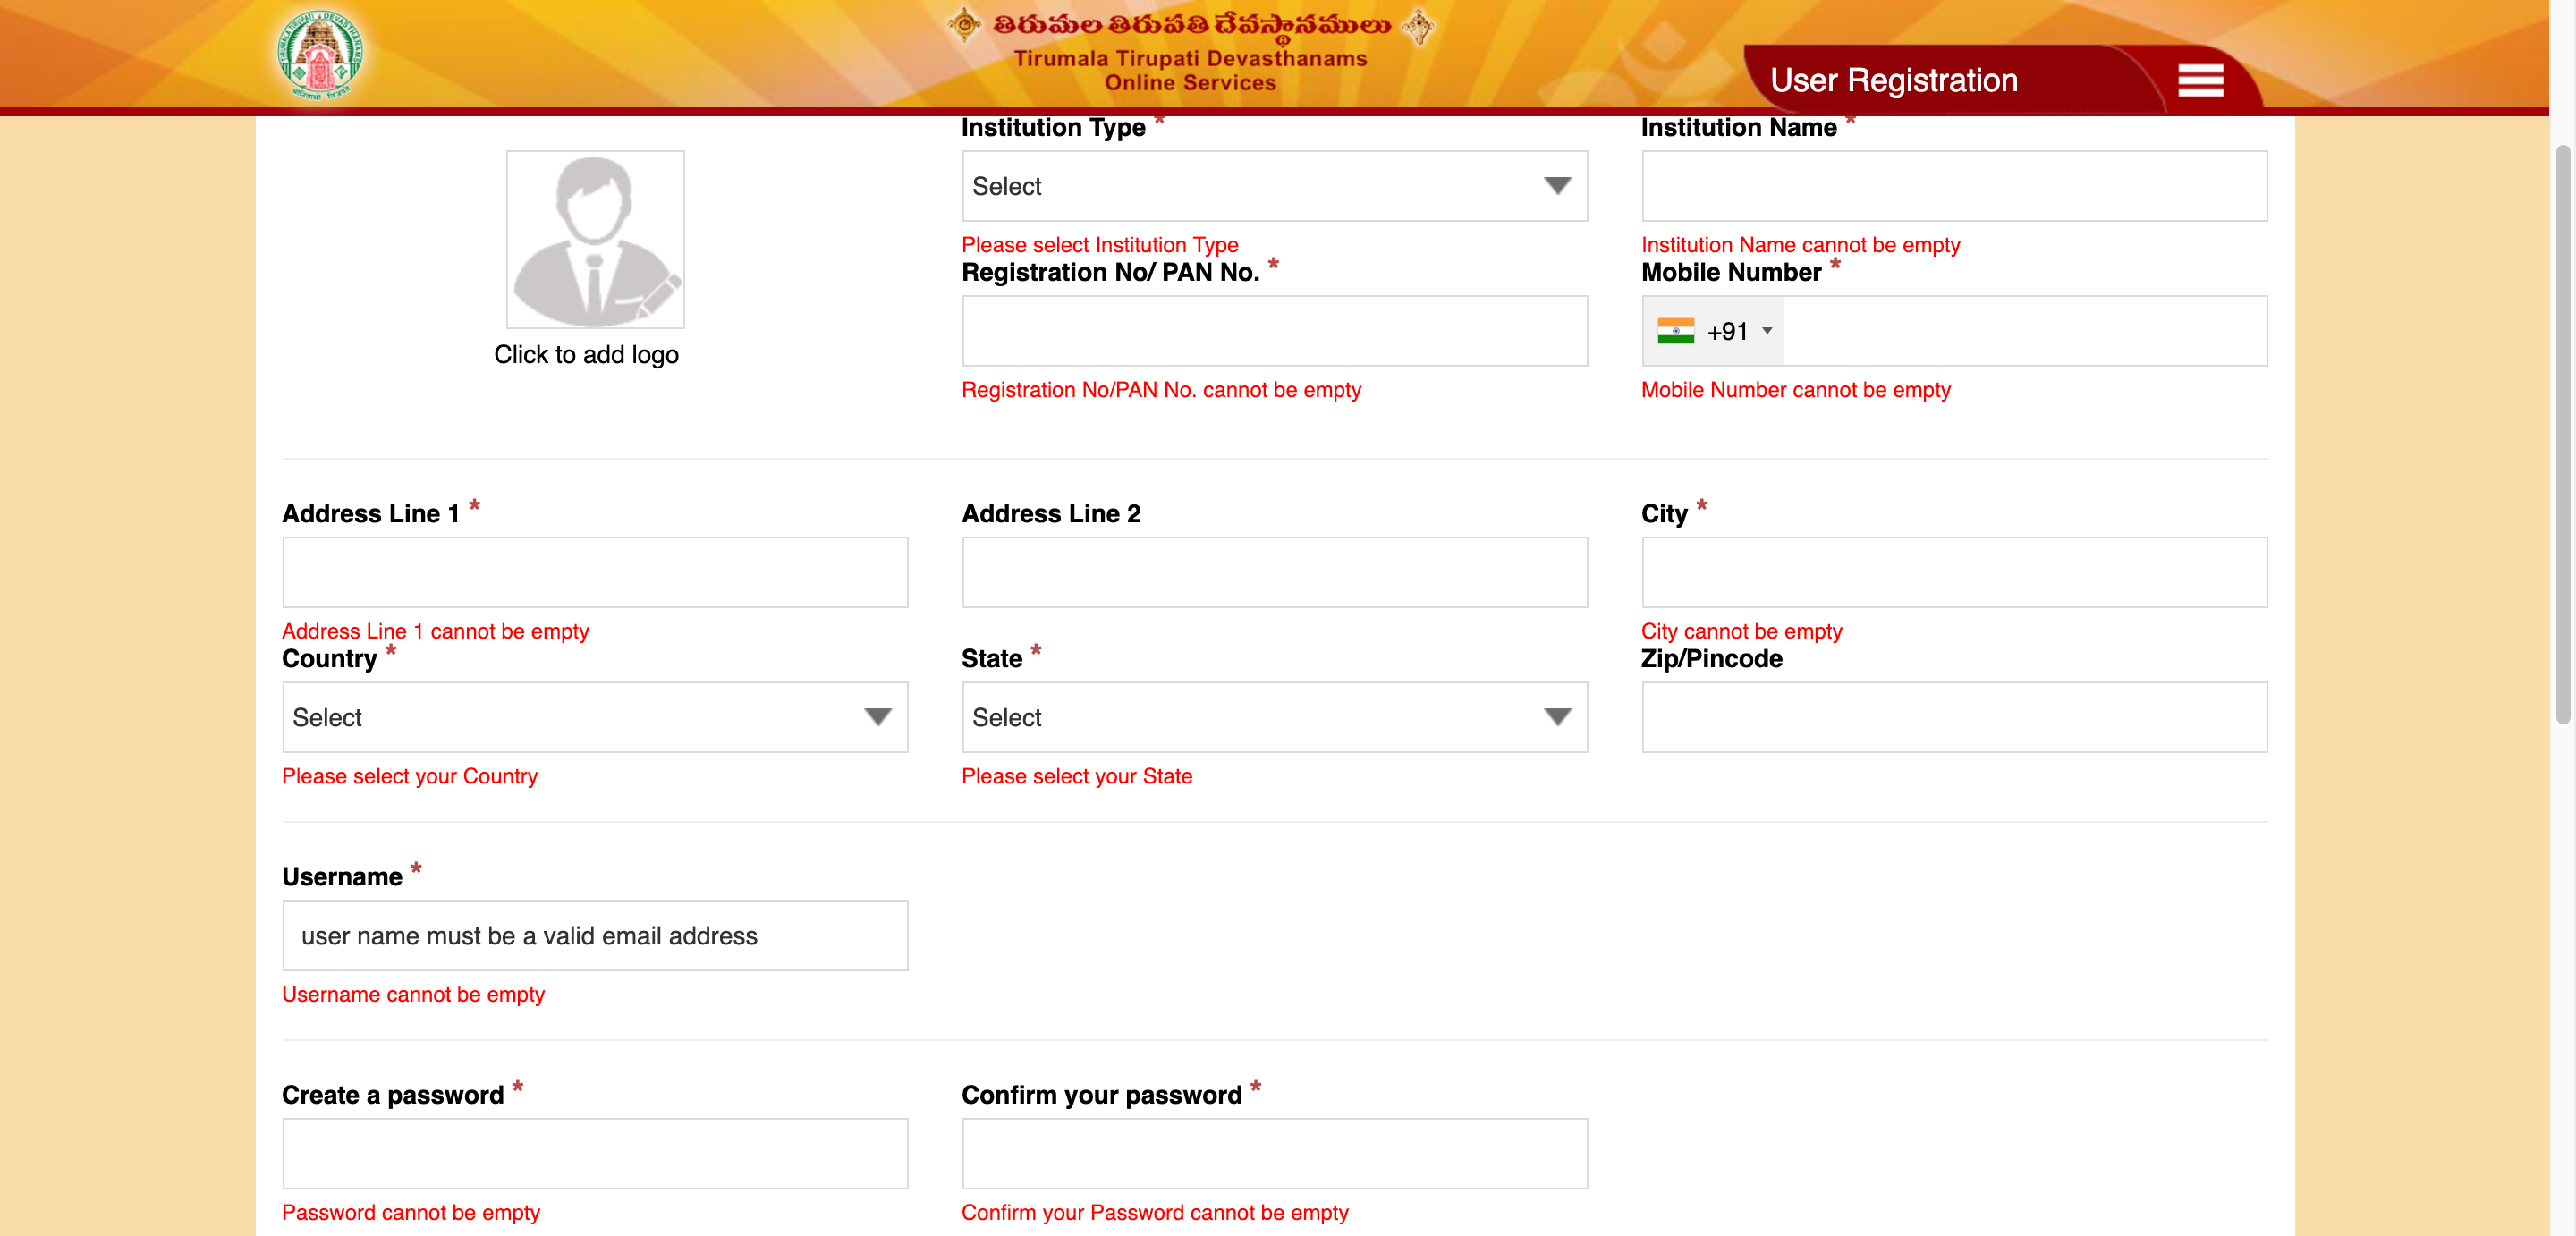 తిరుమల తిరుపతి దేవస్థానములు
Tirumala Tirupati Devasthanams
Online Services
User Registration
Institution Type *
Institution Name *
Select
Please select Institution Type
Institution Name cannot be empty
Registration No/ PAN No. *
Mobile Number *
+91
Click to add logo
Registration No/PAN No. cannot be empty
Mobile Number cannot be empty
Address Line 1 *
Address Line 2
City *
Address Line 1 cannot be empty
City cannot be empty
Country *
State *
Zip/Pincode
Select
Select
Please select your Country
Please select your State
Username *
user name must be a valid email address
Username cannot be empty
Create a password *
Confirm your password *
Password cannot be empty
Confirm your Password cannot be empty